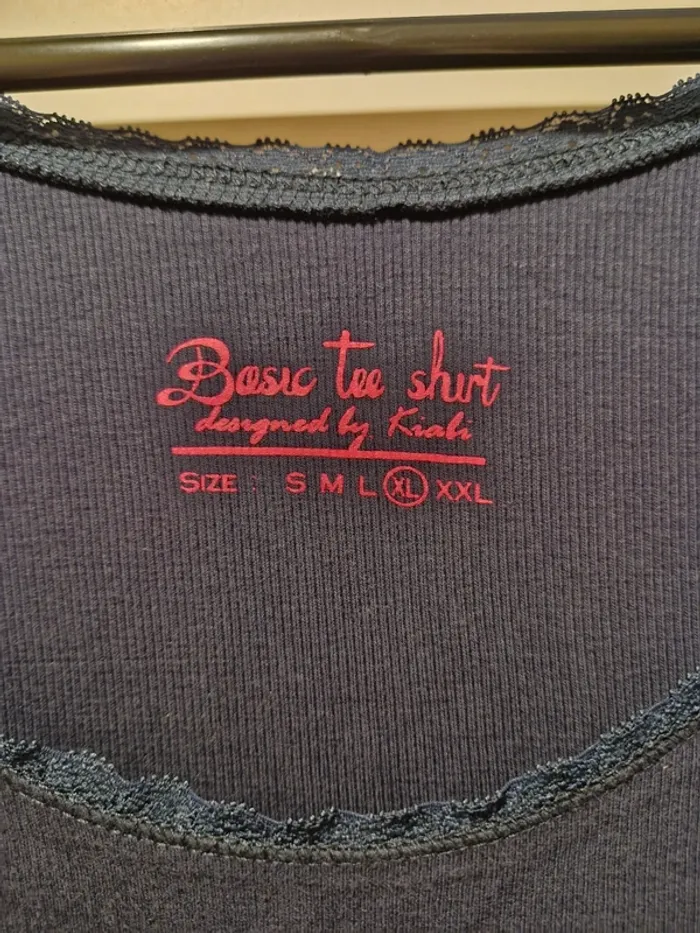 Basic tee shirt
designed by Kiabi
SIZE : S M L XL XXL